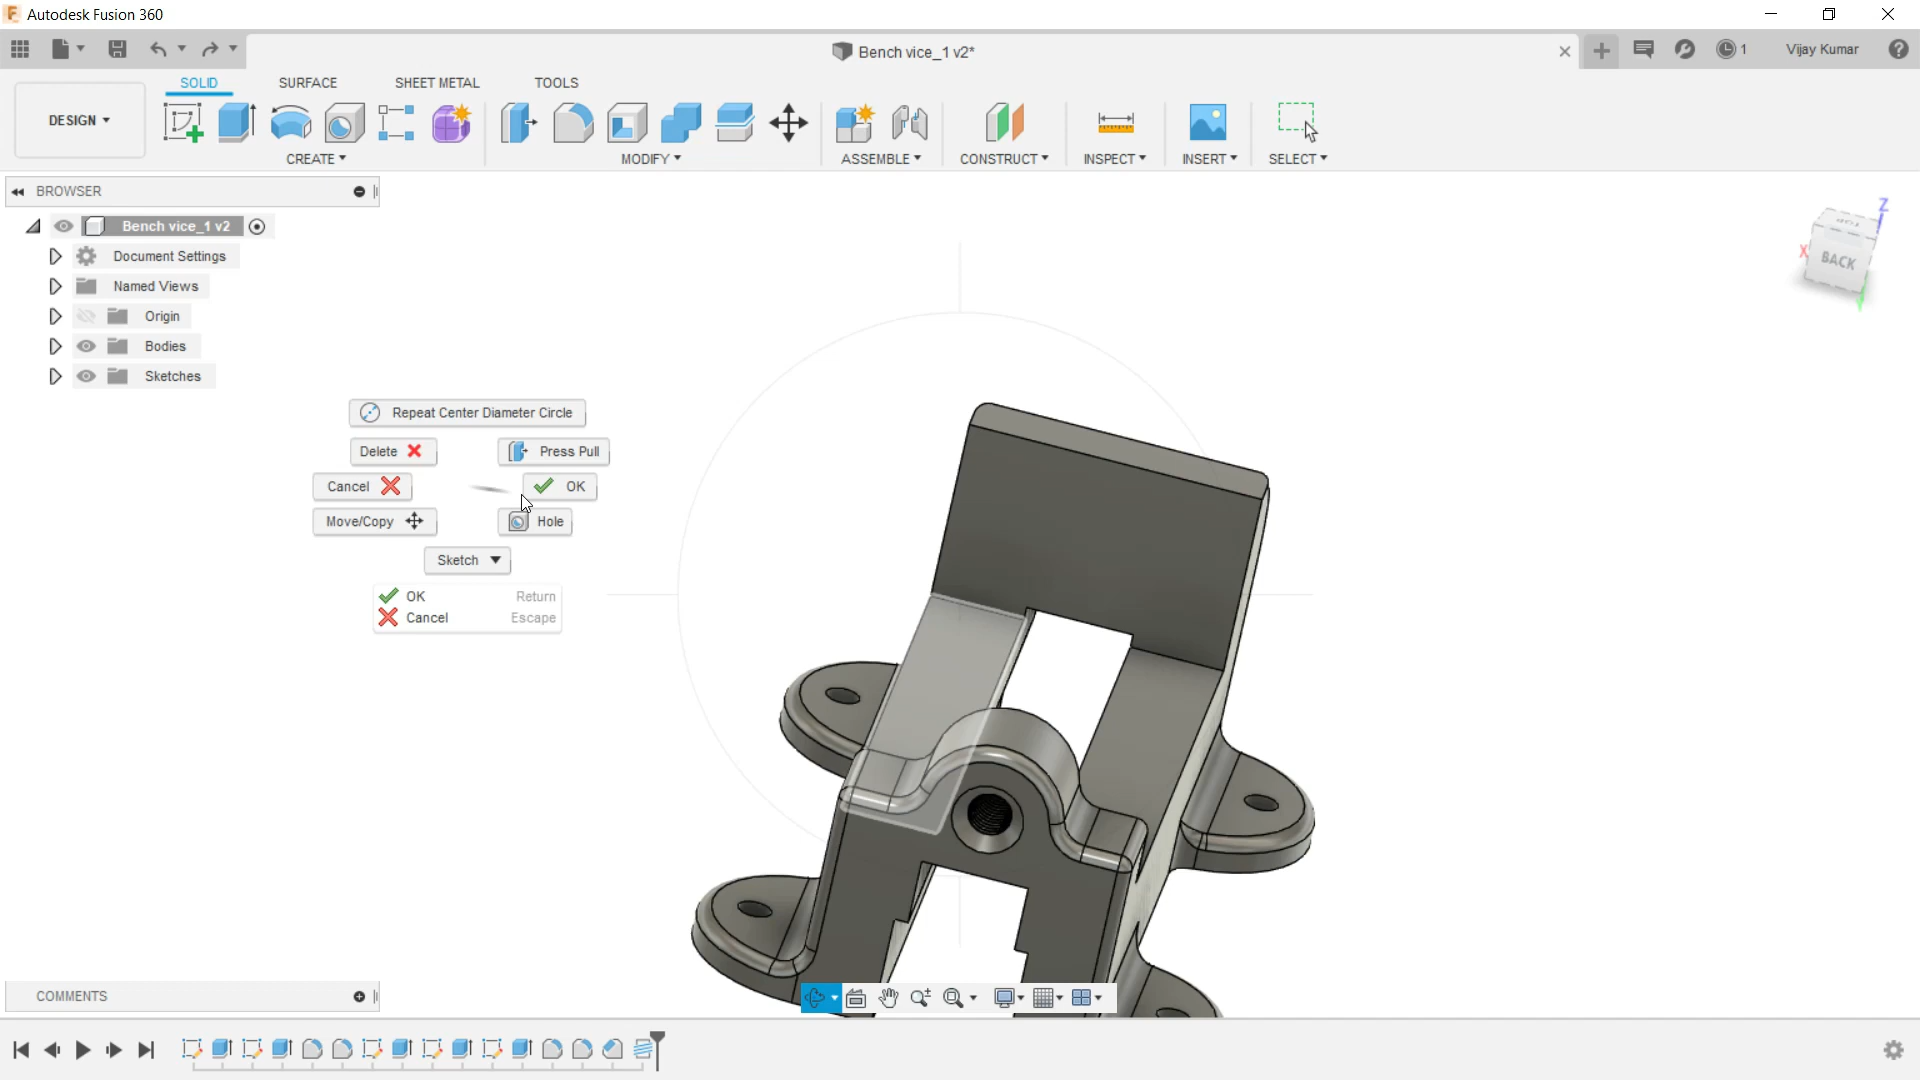 Autodesk Fusion 360
Bench vice_1 v2*
1
Vijay Kumar
DESIGN
SOLID
SURFACE
SHEET METAL
TOOLS
CREATE
MODIFY
ASSEMBLE
CONSTRUCT
INSPECT
INSERT
SELECT
BROWSER
Bench vice_1 v2
Document Settings
Named Views
Origin
Bodies
Sketches
Z
TOP
X
BACK
Y
Repeat Center Diameter Circle
Delete
Press Pull
Cancel
OK
Move/Copy
Hole
Sketch
OK Return
Cancel Escape
COMMENTS